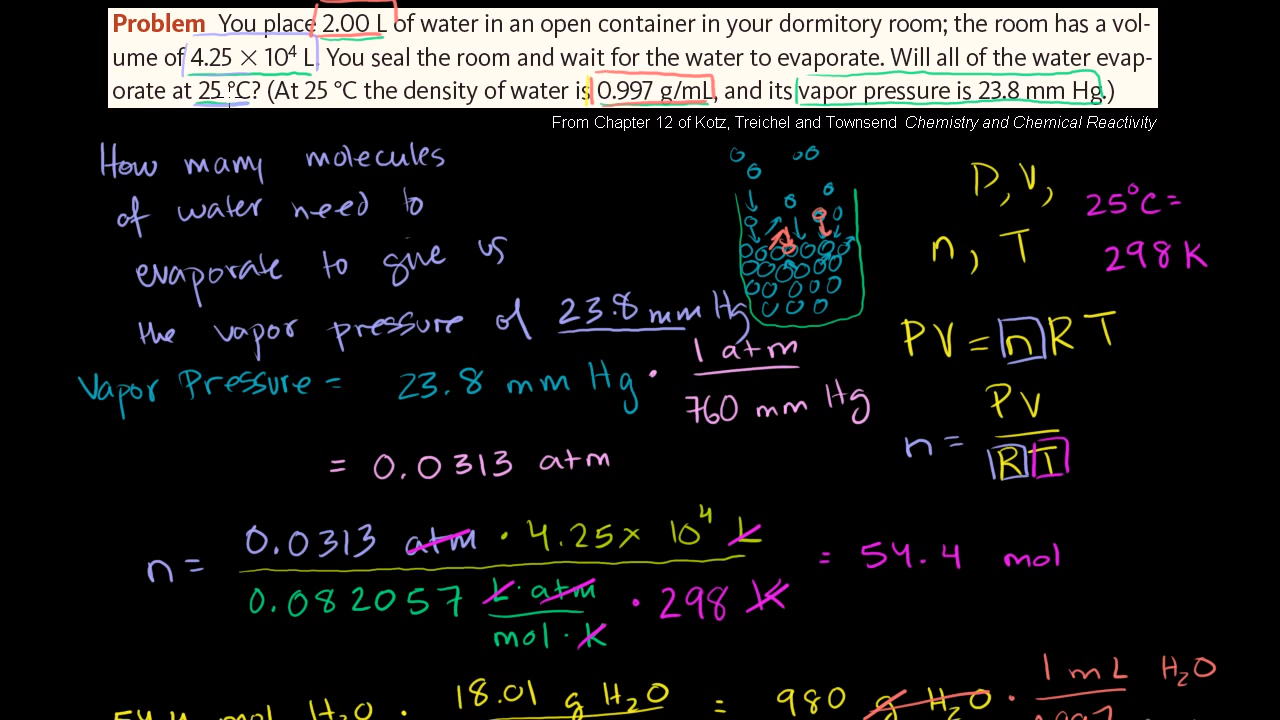 Problem You place 2.00 L of water in an open container in your dormitory room; the room has a vol-
ume of 4.25 × 10⁴ L. You seal the room and wait for the water to evaporate. Will all of the water evap-
orate at 25 °C? (At 25 °C the density of water is 0.997 g/mL, and its vapor pressure is 23.8 mm Hg.)
From Chapter 12 of Kotz, Treichel and Townsend Chemistry and Chemical Reactivity
How many molecules
of water need to
evaporate to give us
the vapor pressure of 23.8 mm Hg
P, V,
n, T
25°C =
298 K
PV = nRT
n = PV
RT
Vapor Pressure = 23.8 mm Hg · 1 atm
760 mm Hg
= 0.0313 atm
n = 0.0313 atm · 4.25 × 10⁴ L
0.082057 L · atm
mol · K
· 298 K
= 54.4 mol
54.4 mol H₂O · 18.01 g H₂O = 980 g H₂O · 1 mL H₂O